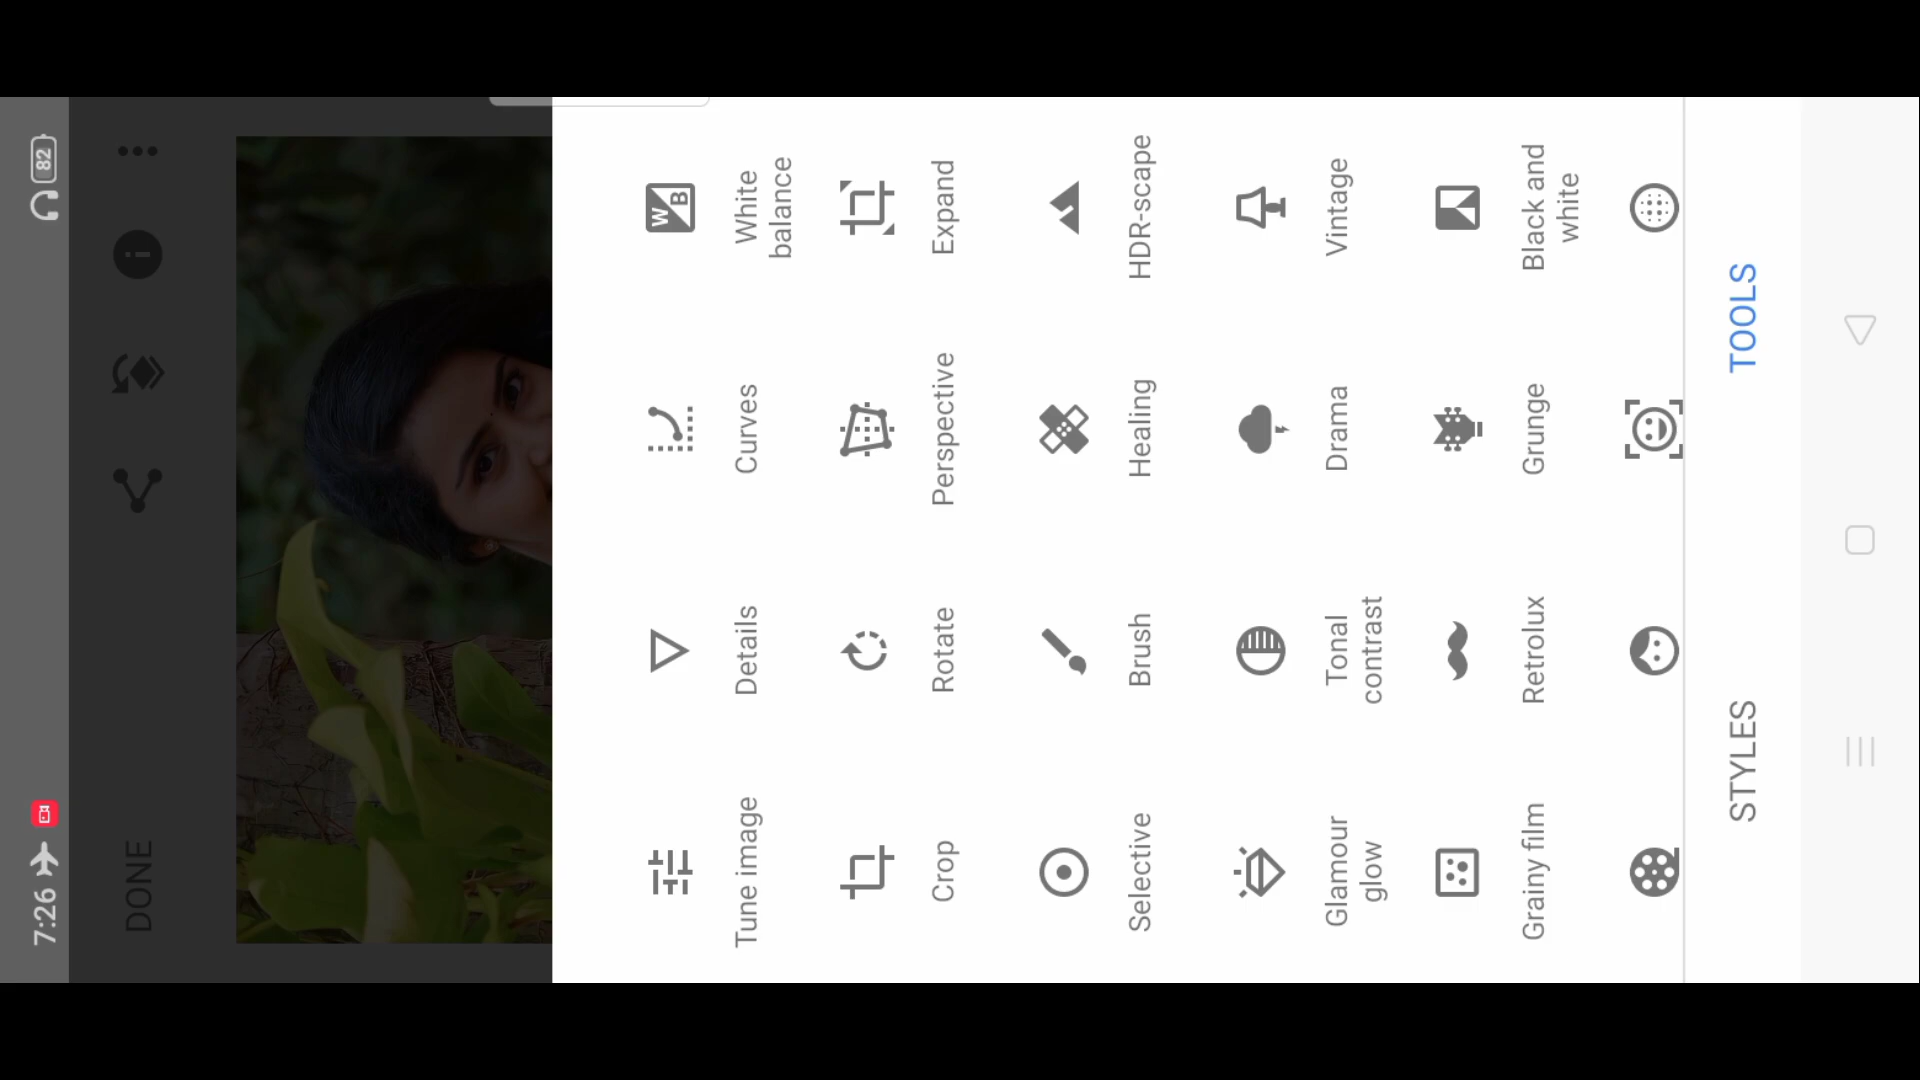 7:26
82
DONE
Tune image
Details
Curves
White
balance
WB
Crop
Rotate
Perspective
Expand
Selective
Brush
Healing
HDR-scape
Glamour
glow
Tonal
contrast
Drama
Vintage
Grainy film
Retrolux
Grunge
Black and
white
STYLES
TOOLS